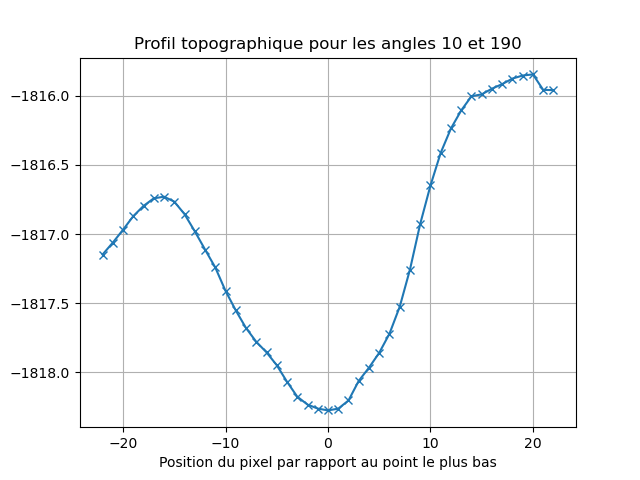 Profil topographique pour les angles 10 et 190
−1816.0
−1816.5
−1817.0
−1817.5
−1818.0
−20 −10 0 10 20
Position du pixel par rapport au point le plus bas